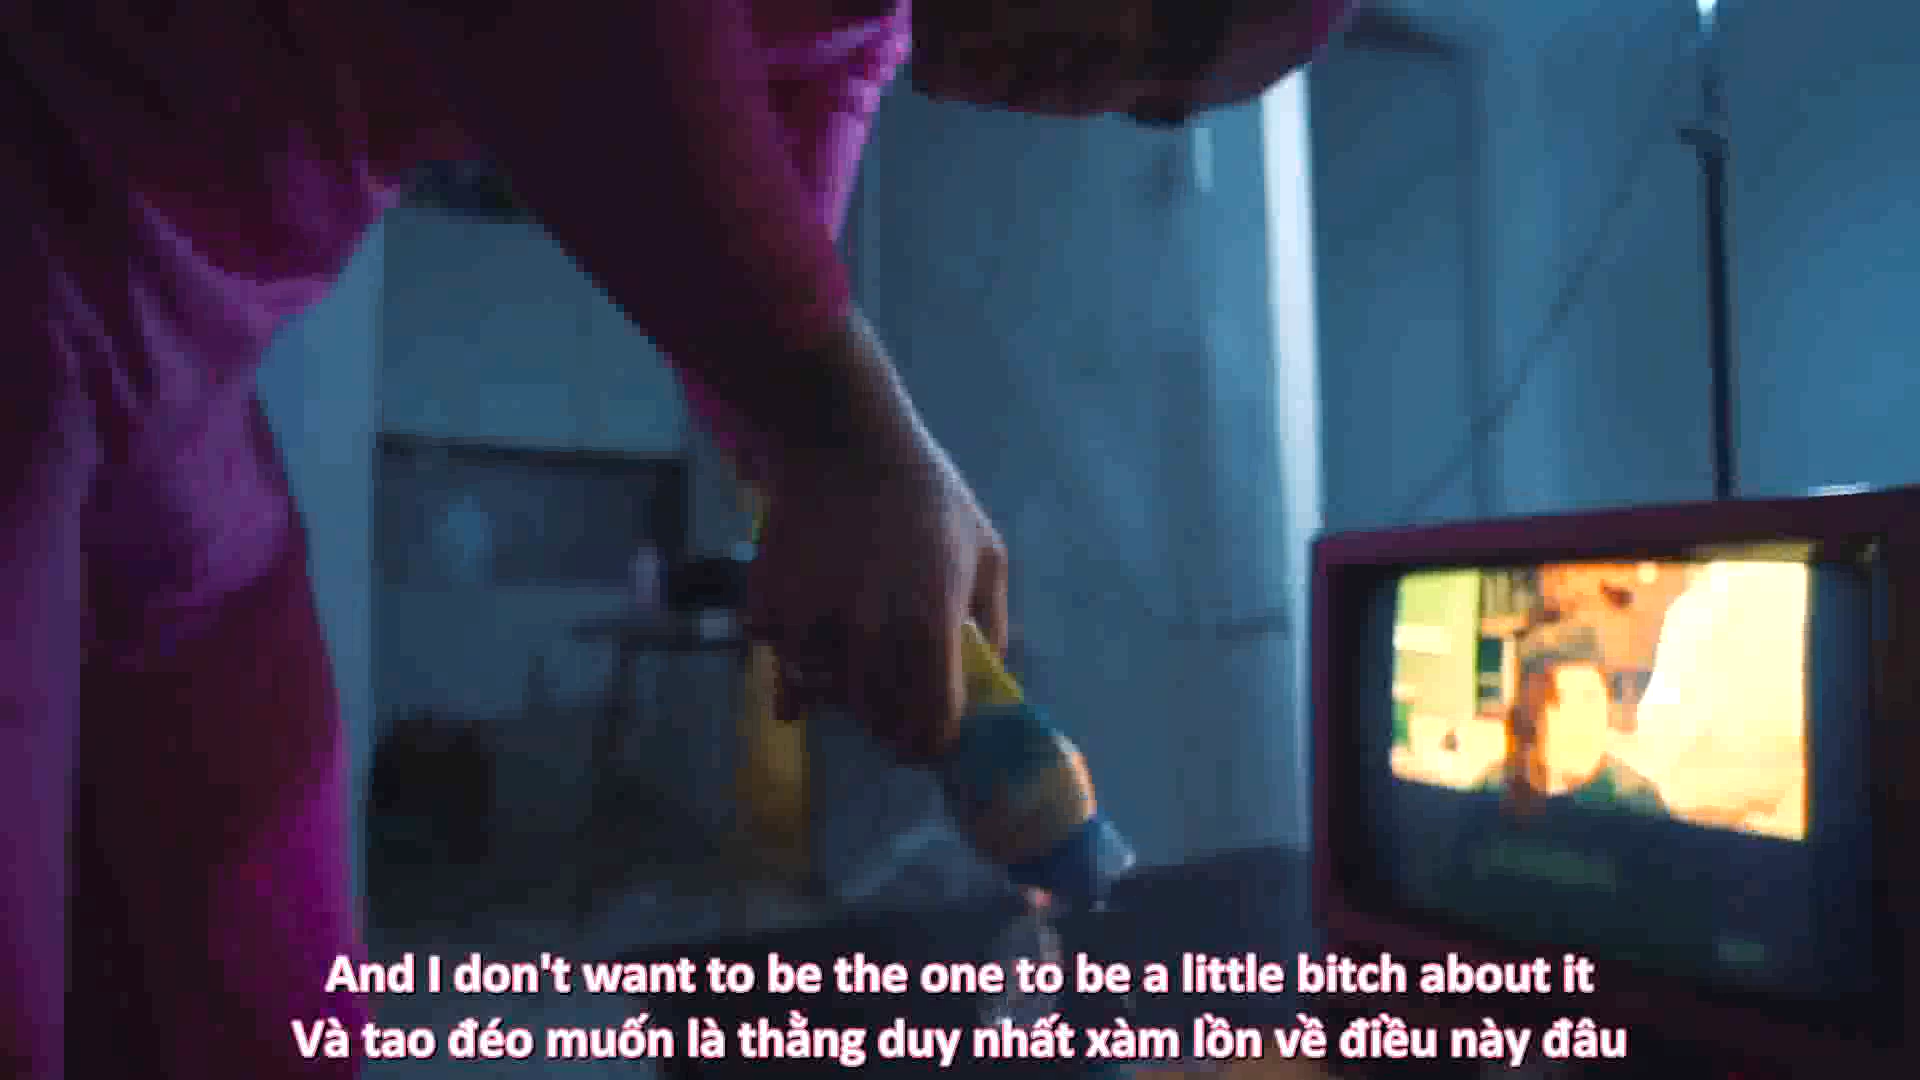 And I don't want to be the one to be a little bitch about it
Và tao đéo muốn là thằng duy nhất xàm lồn về điều này đâu